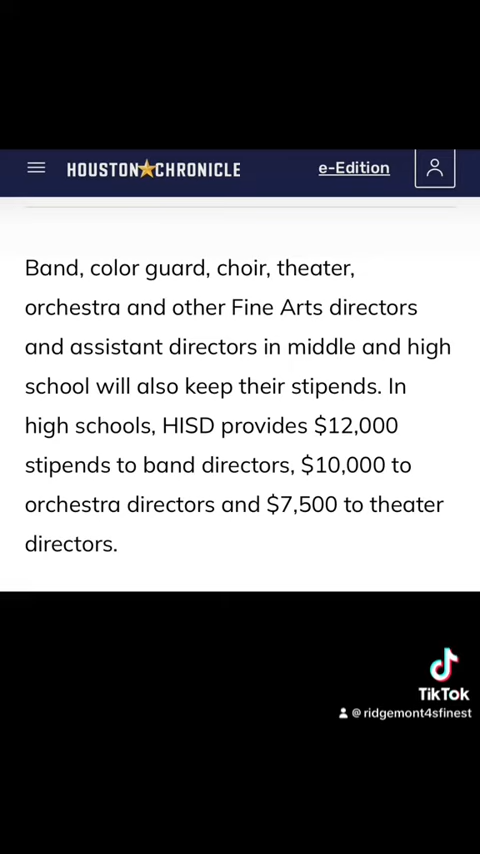 HOUSTON CHRONICLE
e-Edition
Band, color guard, choir, theater,
orchestra and other Fine Arts directors
and assistant directors in middle and high
school will also keep their stipends. In
high schools, HISD provides $12,000
stipends to band directors, $10,000 to
orchestra directors and $7,500 to theater
directors.
TikTok
@ ridgemont4sfinest